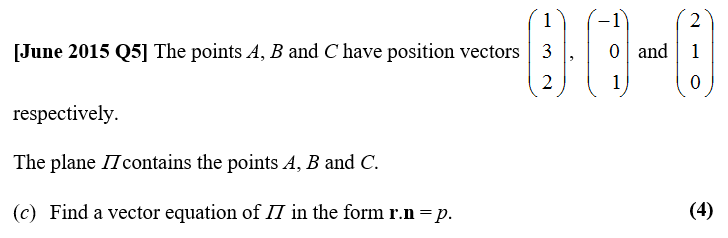 [June 2015 Q5] The points A, B and C have position vectors (1 3 2), (−1 0 1) and (2 1 0)
respectively.
The plane Π contains the points A, B and C.
(c) Find a vector equation of Π in the form r.n = p. (4)